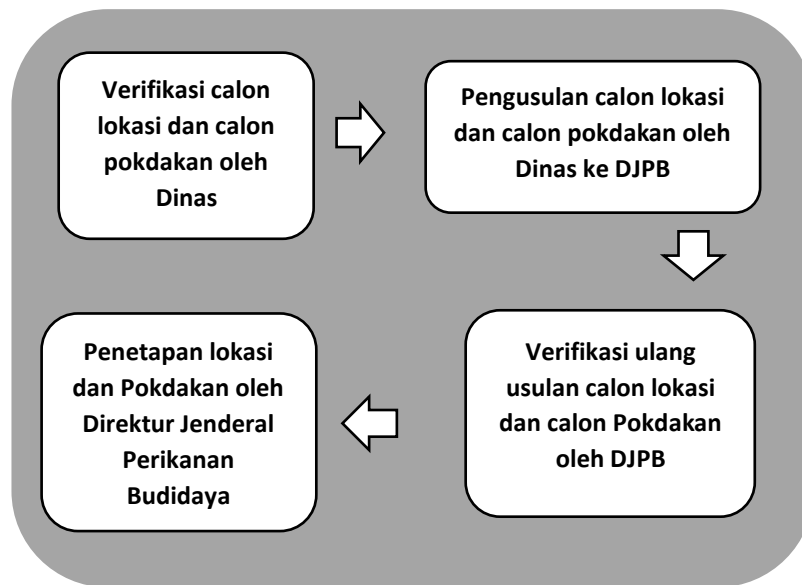 Verifikasi calon
lokasi dan calon
pokdakan oleh
Dinas
Pengusulan calon lokasi
dan calon pokdakan oleh
Dinas ke DJPB
Verifikasi ulang
usulan calon lokasi
dan calon Pokdakan
oleh DJPB
Penetapan lokasi
dan Pokdakan oleh
Direktur Jenderal
Perikanan
Budidaya